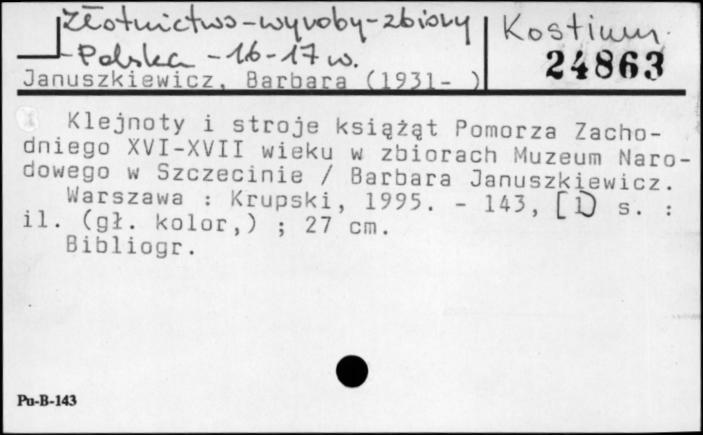 Złotnictwo-wyroby-zbiory
-Polska -16-17 w.
Kostium
24863
Januszkiewicz, Barbara (1931- )
Klejnoty i stroje książąt Pomorza Zacho-
dniego XVI-XVII wieku w zbiorach Muzeum Naro-
dowego w Szczecinie / Barbara Januszkiewicz.
Warszawa : Krupski, 1995. - 143, [1] s. :
il. (gł. kolor,) ; 27 cm.
Bibliogr.
Pu-B-143